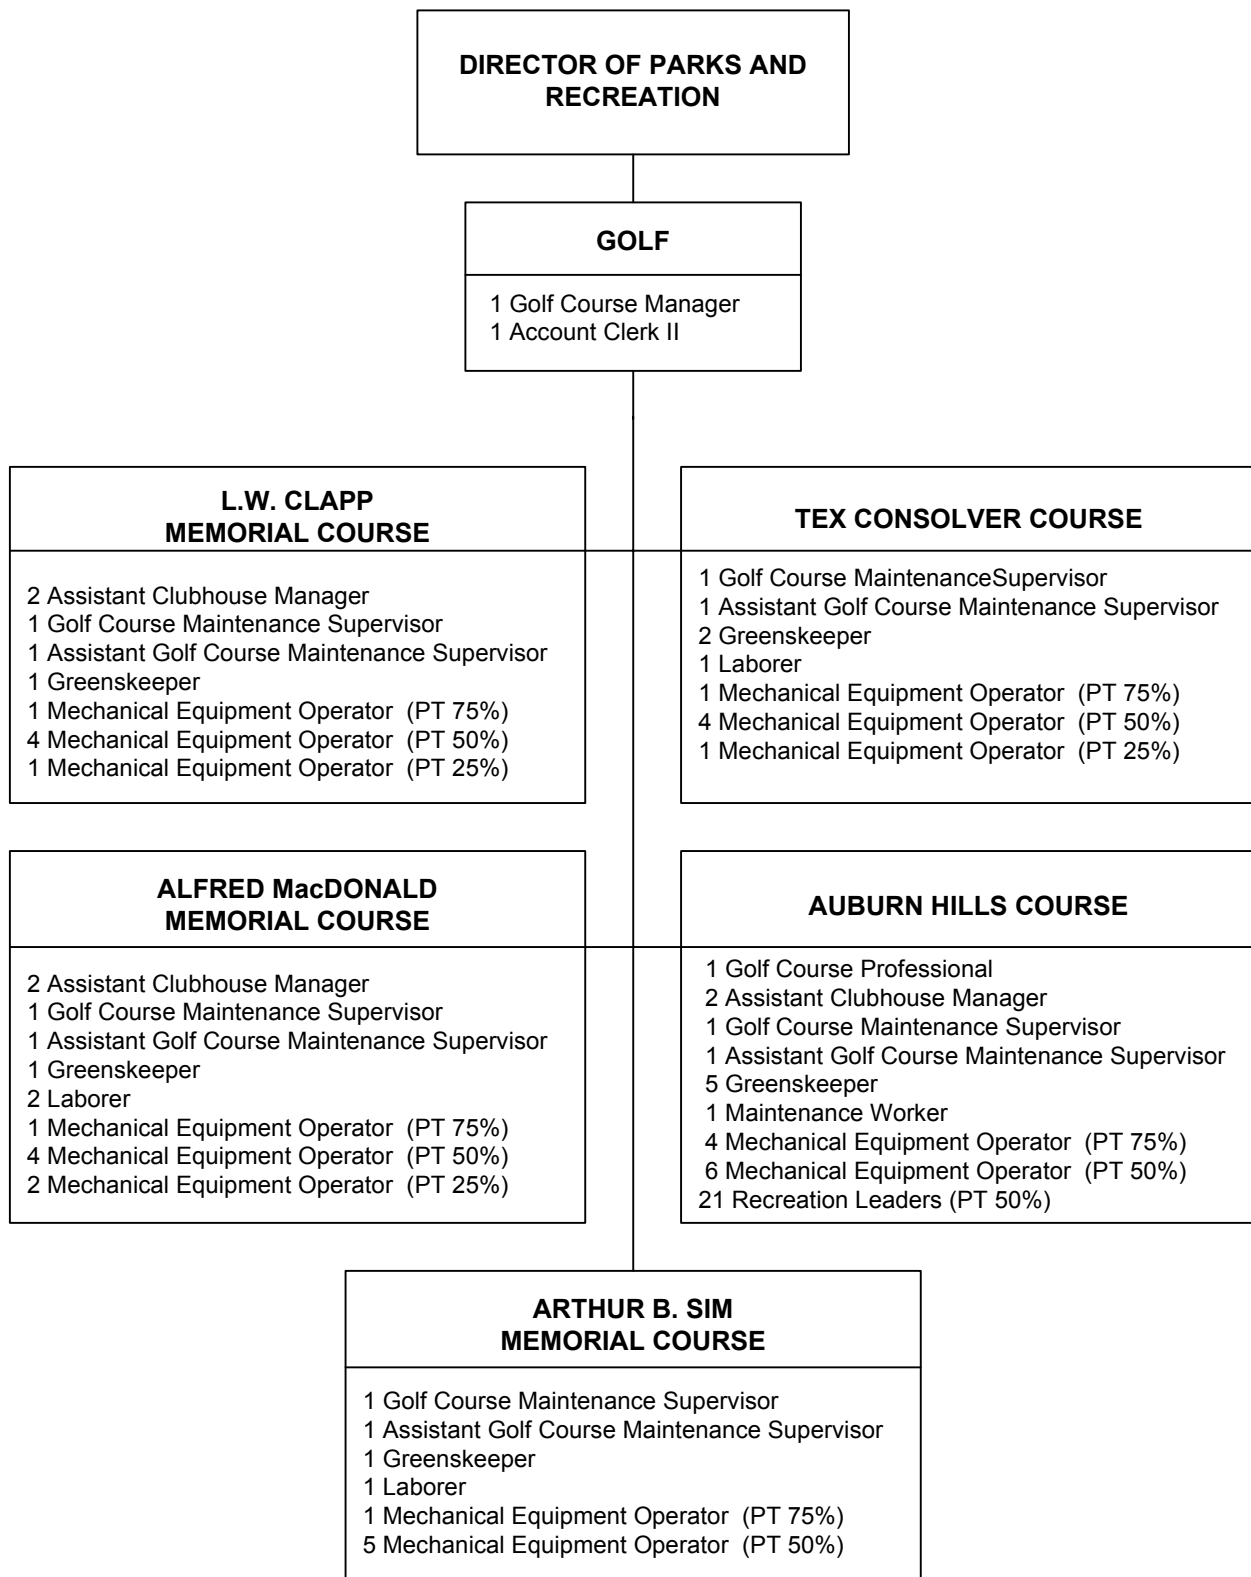 DIRECTOR OF PARKS AND
RECREATION
GOLF
1 Golf Course Manager
1 Account Clerk II
L.W. CLAPP
MEMORIAL COURSE
2 Assistant Clubhouse Manager
1 Golf Course Maintenance Supervisor
1 Assistant Golf Course Maintenance Supervisor
1 Greenskeeper
1 Mechanical Equipment Operator (PT 75%)
4 Mechanical Equipment Operator (PT 50%)
1 Mechanical Equipment Operator (PT 25%)
TEX CONSOLVER COURSE
1 Golf Course MaintenanceSupervisor
1 Assistant Golf Course Maintenance Supervisor
2 Greenskeeper
1 Laborer
1 Mechanical Equipment Operator (PT 75%)
4 Mechanical Equipment Operator (PT 50%)
1 Mechanical Equipment Operator (PT 25%)
ALFRED MacDONALD
MEMORIAL COURSE
2 Assistant Clubhouse Manager
1 Golf Course Maintenance Supervisor
1 Assistant Golf Course Maintenance Supervisor
1 Greenskeeper
2 Laborer
1 Mechanical Equipment Operator (PT 75%)
4 Mechanical Equipment Operator (PT 50%)
2 Mechanical Equipment Operator (PT 25%)
AUBURN HILLS COURSE
1 Golf Course Professional
2 Assistant Clubhouse Manager
1 Golf Course Maintenance Supervisor
1 Assistant Golf Course Maintenance Supervisor
5 Greenskeeper
1 Maintenance Worker
4 Mechanical Equipment Operator (PT 75%)
6 Mechanical Equipment Operator (PT 50%)
21 Recreation Leaders (PT 50%)
ARTHUR B. SIM
MEMORIAL COURSE
1 Golf Course Maintenance Supervisor
1 Assistant Golf Course Maintenance Supervisor
1 Greenskeeper
1 Laborer
1 Mechanical Equipment Operator (PT 75%)
5 Mechanical Equipment Operator (PT 50%)